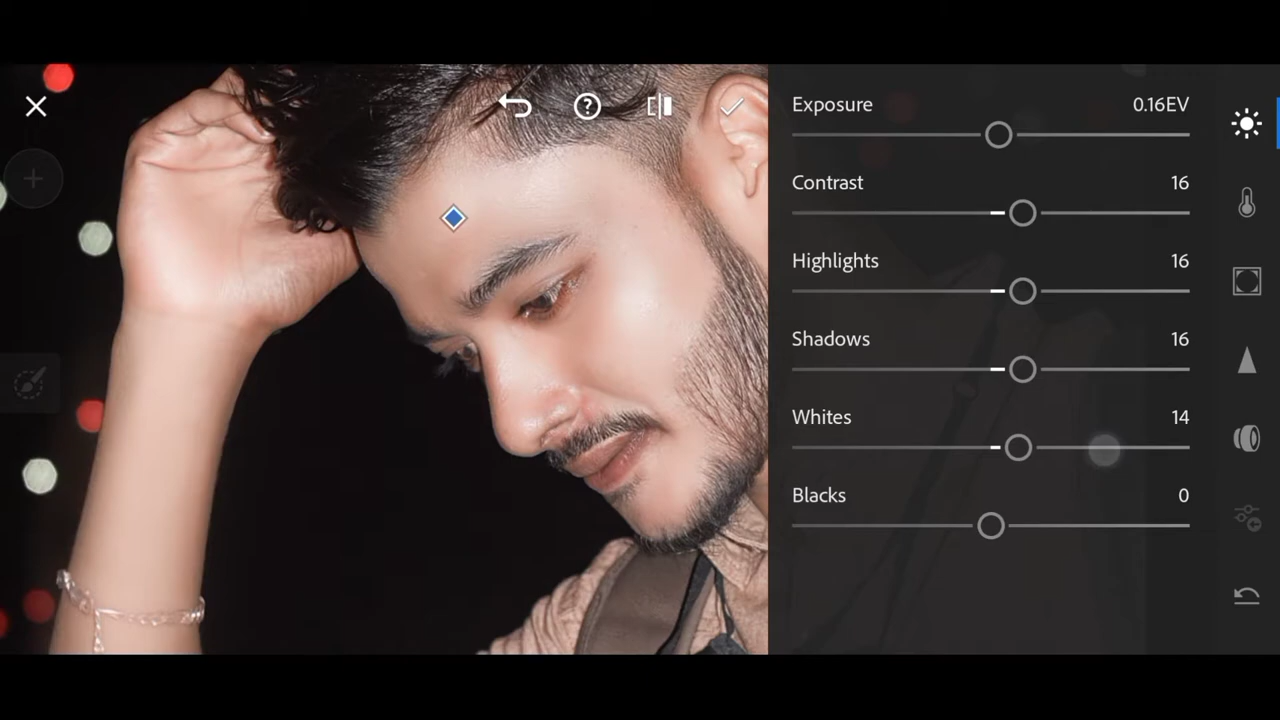 Exposure 0.16EV
Contrast 16
Highlights 16
Shadows 16
Whites 14
Blacks 0